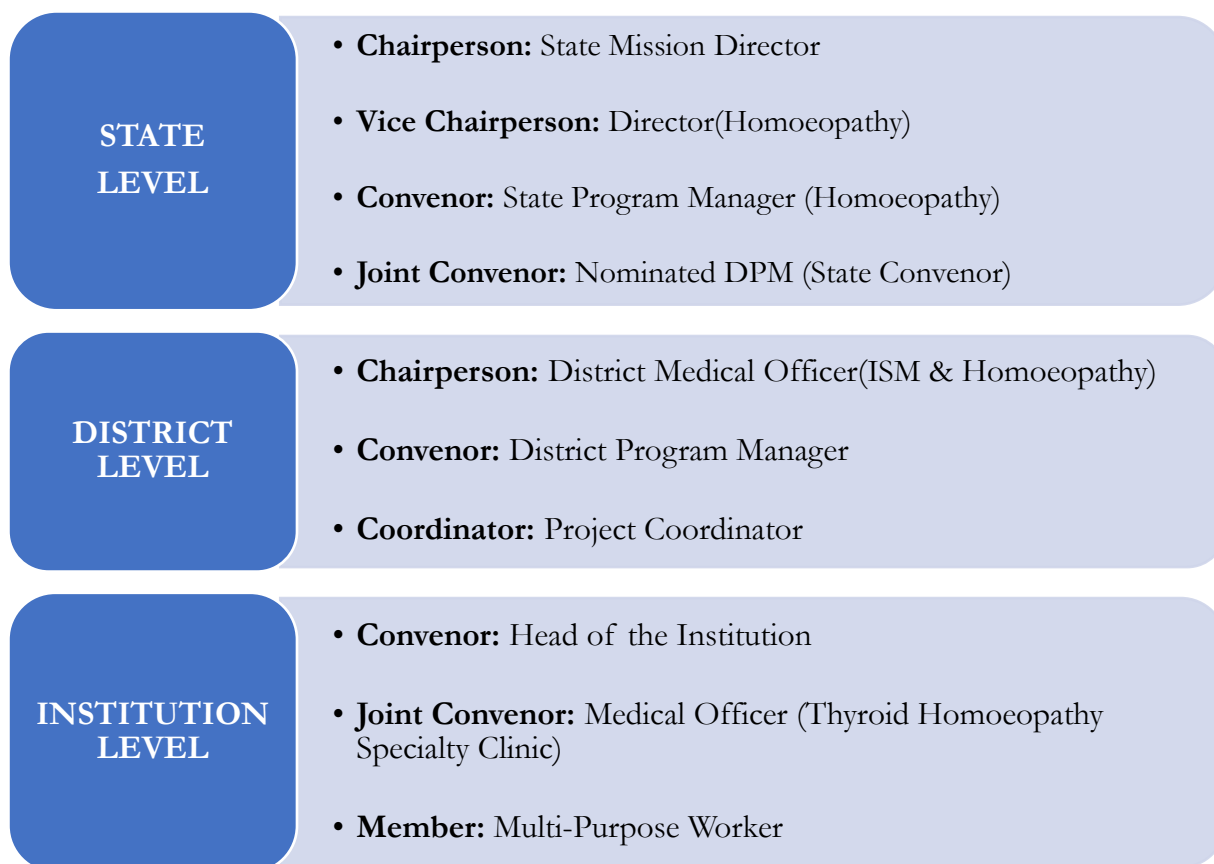 STATE
LEVEL
• Chairperson: State Mission Director
• Vice Chairperson: Director(Homoeopathy)
• Convenor: State Program Manager (Homoeopathy)
• Joint Convenor: Nominated DPM (State Convenor)
DISTRICT
LEVEL
• Chairperson: District Medical Officer(ISM & Homoeopathy)
• Convenor: District Program Manager
• Coordinator: Project Coordinator
INSTITUTION
LEVEL
• Convenor: Head of the Institution
• Joint Convenor: Medical Officer (Thyroid Homoeopathy
Specialty Clinic)
• Member: Multi-Purpose Worker